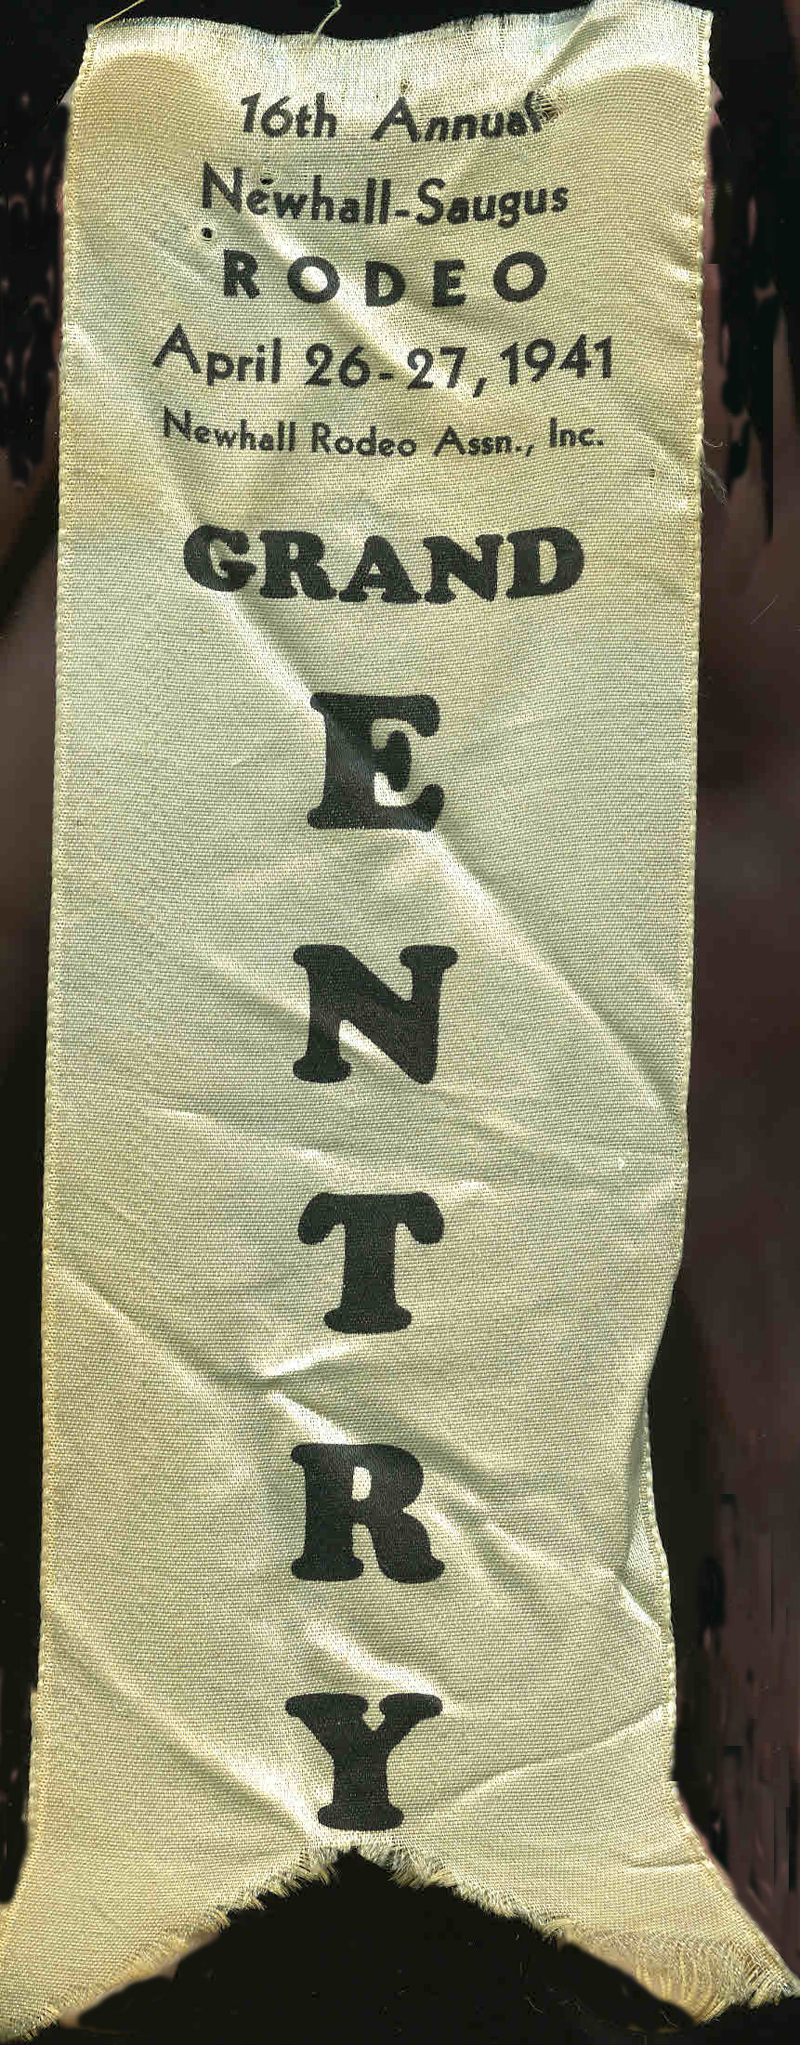 16th Annual
Newhall-Saugus
RODEO
April 26-27, 1941
Newhall Rodeo Assn., Inc.
GRAND
E
N
T
R
Y